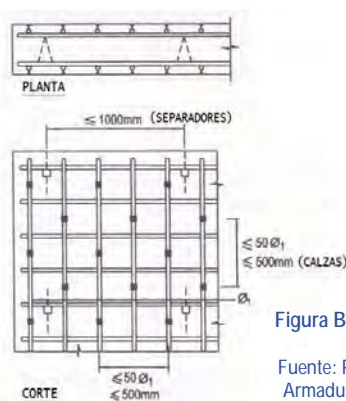 PLANTA
≤ 1000mm (SEPARADORES)
≤ 50 Ø₁
≤ 500mm (CALZAS)
Ø₁
Figura B
≤ 50 Ø₁
≤ 500mm
CORTE
Fuente: 
Armadu